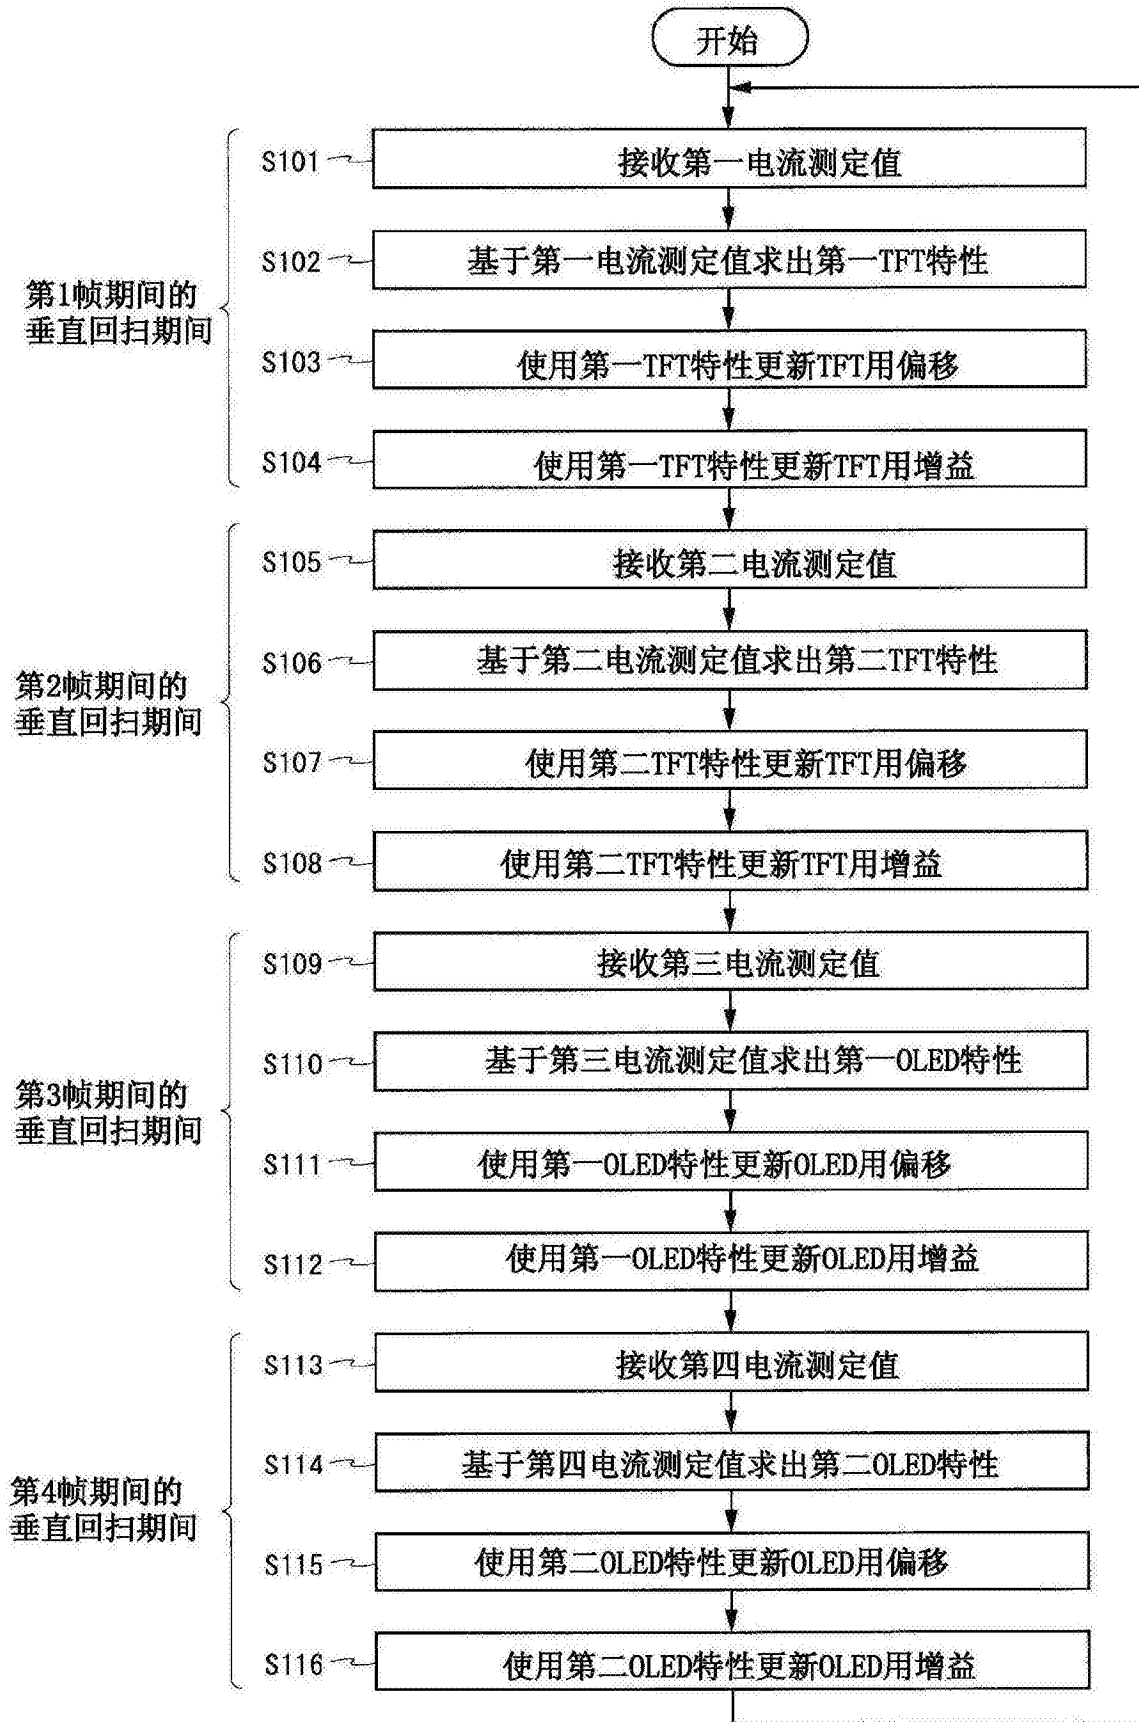 开始
S101 接收第一电流测定值
S102 基于第一电流测定值求出第一TFT特性
第1帧期间的
垂直回扫期间
S103 使用第一TFT特性更新TFT用偏移
S104 使用第一TFT特性更新TFT用增益
S105 接收第二电流测定值
S106 基于第二电流测定值求出第二TFT特性
第2帧期间的
垂直回扫期间
S107 使用第二TFT特性更新TFT用偏移
S108 使用第二TFT特性更新TFT用增益
S109 接收第三电流测定值
S110 基于第三电流测定值求出第一OLED特性
第3帧期间的
垂直回扫期间
S111 使用第一OLED特性更新OLED用偏移
S112 使用第一OLED特性更新OLED用增益
S113 接收第四电流测定值
S114 基于第四电流测定值求出第二OLED特性
第4帧期间的
垂直回扫期间
S115 使用第二OLED特性更新OLED用偏移
S116 使用第二OLED特性更新OLED用增益